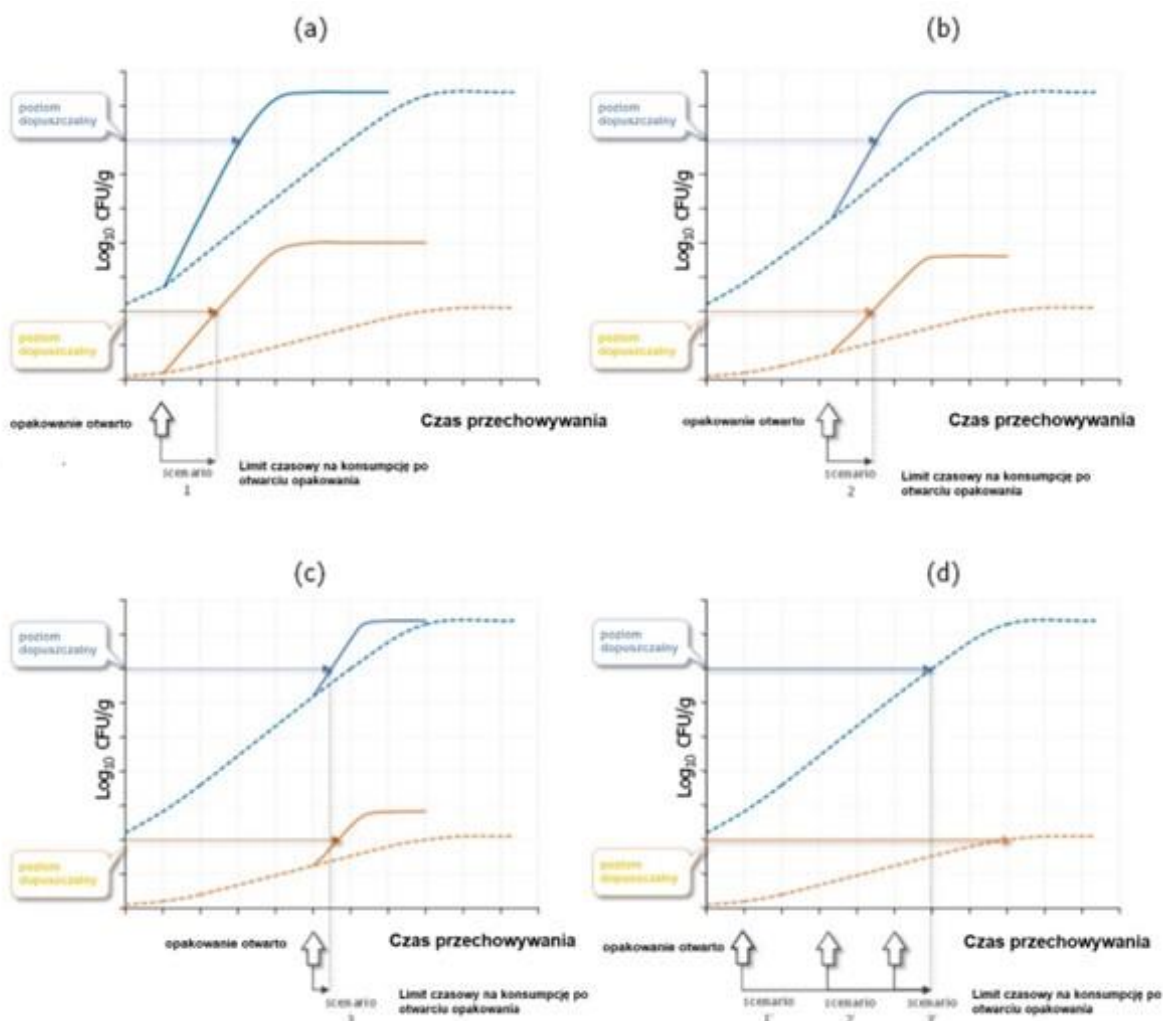 (a)
poziom
dopuszczalny
Log10 CFU/g
poziom
dopuszczalny
opakowanie otwarto
Czas przechowywania
scenario
1
Limit czasowy na konsumpcję po
otwarciu opakowania
(b)
poziom
dopuszczalny
Log10 CFU/g
poziom
dopuszczalny
opakowanie otwarto
Czas przechowywania
scenario
2
Limit czasowy na konsumpcję po
otwarciu opakowania
(c)
poziom
dopuszczalny
Log10 CFU/g
poziom
dopuszczalny
opakowanie otwarto
Czas przechowywania
scenario
Limit czasowy na konsumpcję po
otwarciu opakowania
(d)
poziom
dopuszczalny
Log10 CFU/g
poziom
dopuszczalny
opakowanie otwarto
Czas przechowywania
scenario scenario scenario
Limit czasowy na konsumpcję po
otwarciu opakowania